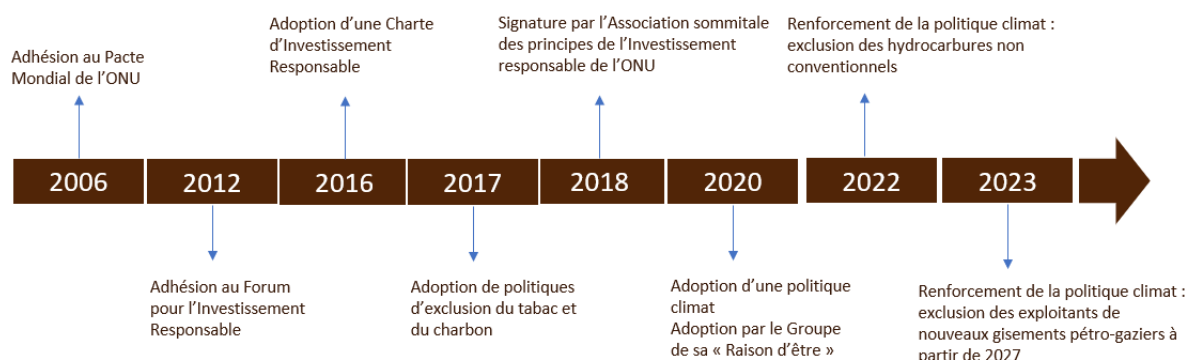 Adhésion au Pacte
Mondial de l’ONU
Adoption d’une Charte
d’Investissement
Responsable
Signature par l’Association sommitale
des principes de l’Investissement
responsable de l’ONU
Renforcement de la politique climat :
exclusion des hydrocarbures non
conventionnels
2006
2012
2016
2017
2018
2020
2022
2023
Adhésion au Forum
pour l’Investissement
Responsable
Adoption de politiques
d’exclusion du tabac et
du charbon
Adoption d’une politique
climat
Adoption par le Groupe
de sa « Raison d’être »
Renforcement de la politique climat :
exclusion des exploitants de
nouveaux gisements pétro-gaziers à
partir de 2027